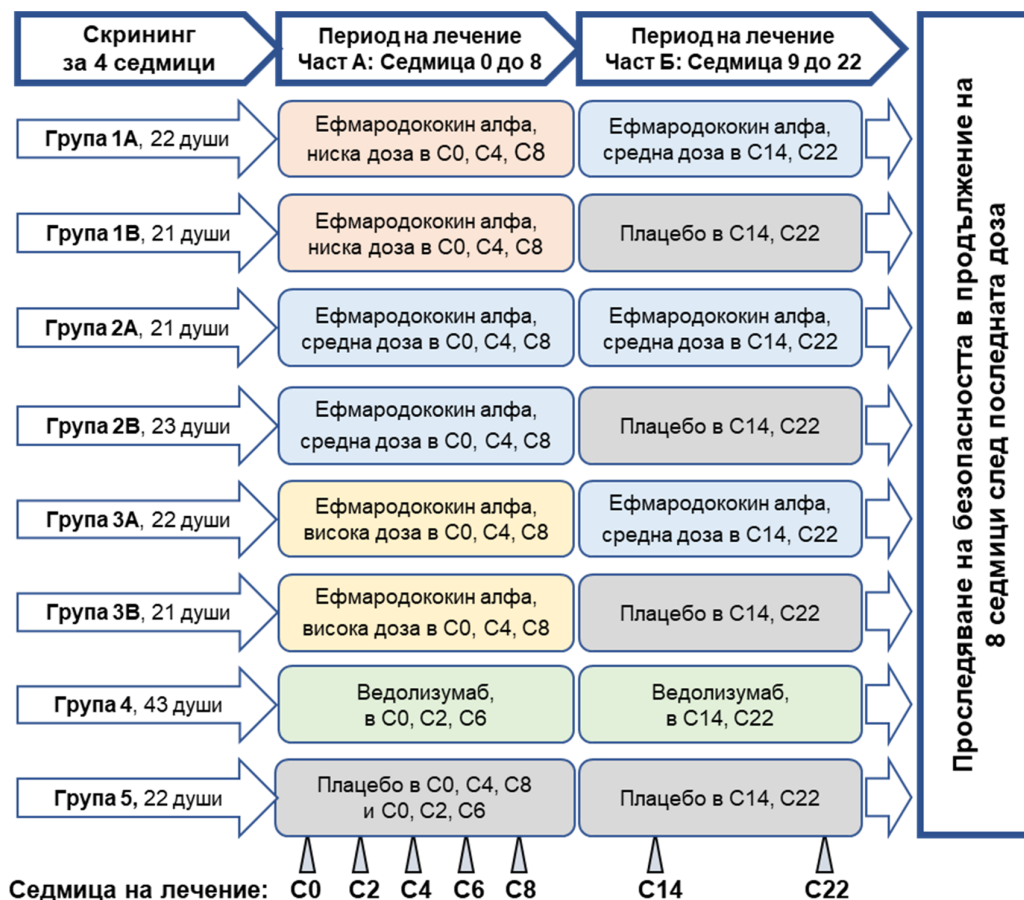 Скрининг
за 4 седмици
Период на лечение
Част А: Седмица 0 до 8
Период на лечение
Част Б: Седмица 9 до 22
Група 1А, 22 души
Ефмародококин алфа,
ниска доза в С0, С4, С8
Ефмародококин алфа,
средна доза в С14, С22
Група 1В, 21 души
Ефмародококин алфа,
ниска доза в С0, С4, С8
Плацебо в С14, С22
Група 2А, 21 души
Ефмародококин алфа,
средна доза в С0, С4, С8
Ефмародококин алфа,
средна доза в С14, С22
Група 2В, 23 души
Ефмародококин алфа,
средна доза в С0, С4, С8
Плацебо в С14, С22
Група 3А, 22 души
Ефмародококин алфа,
висока доза в С0, С4, С8
Ефмародококин алфа,
средна доза в С14, С22
Група 3В, 21 души
Ефмародококин алфа,
висока доза в С0, С4, С8
Плацебо в С14, С22
Група 4, 43 души
Ведолизумаб,
в С0, С2, С6
Ведолизумаб,
в С14, С22
Група 5, 22 души
Плацебо в С0, С4, С8
и С0, С2, С6
Плацебо в С14, С22
Проследяване на безопасността в продължение на
8 седмици след последната доза
Седмица на лечение: С0 С2 С4 С6 С8 С14 С22